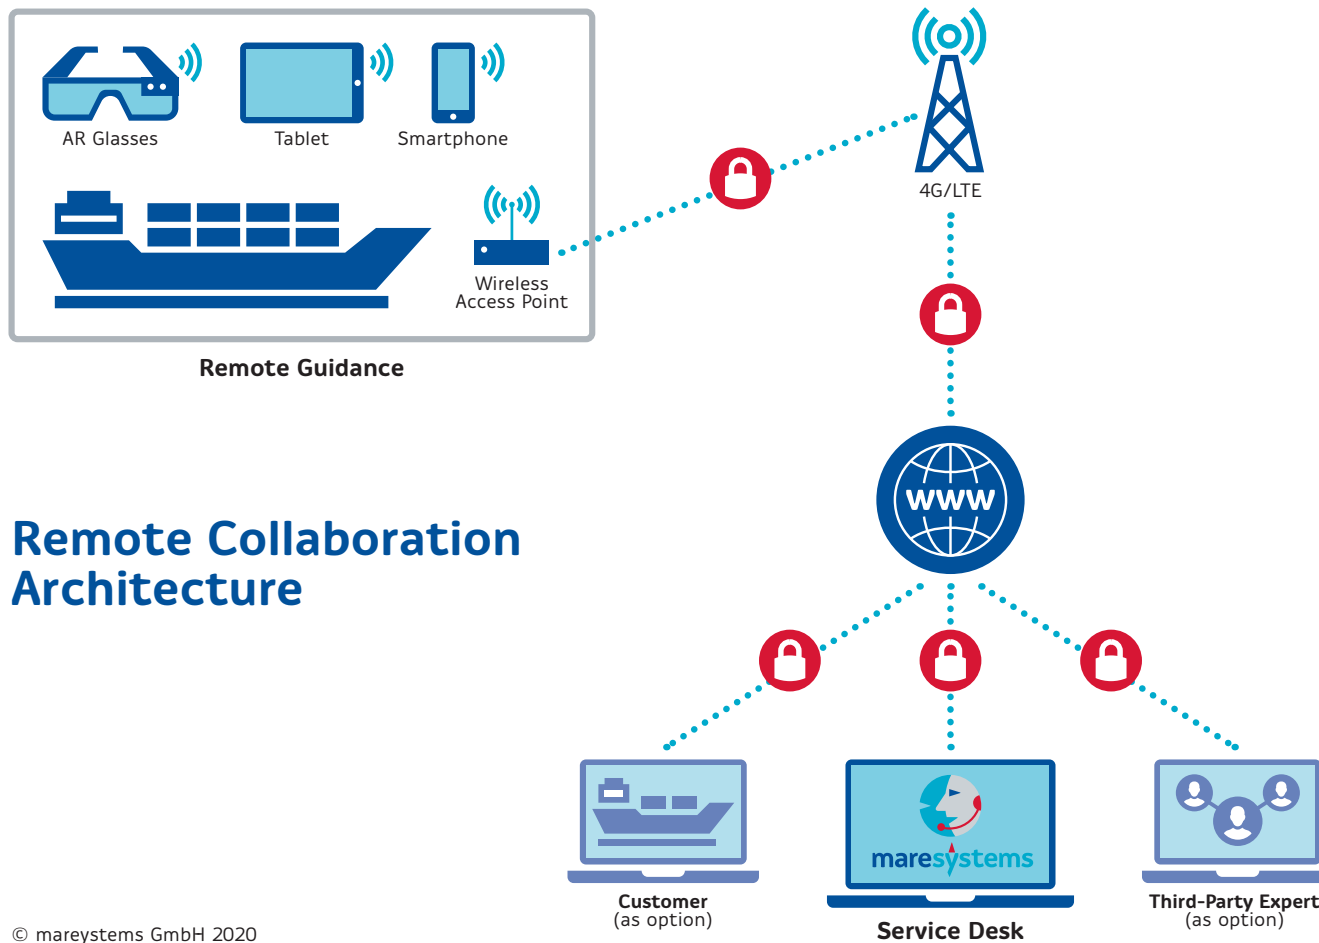 AR Glasses
Tablet
Smartphone
4G/LTE
Wireless
Access Point
Remote Guidance
www
Remote Collaboration
Architecture
maresystems
Customer
(as option)
Service Desk
Third-Party Expert
(as option)
© mareystems GmbH 2020